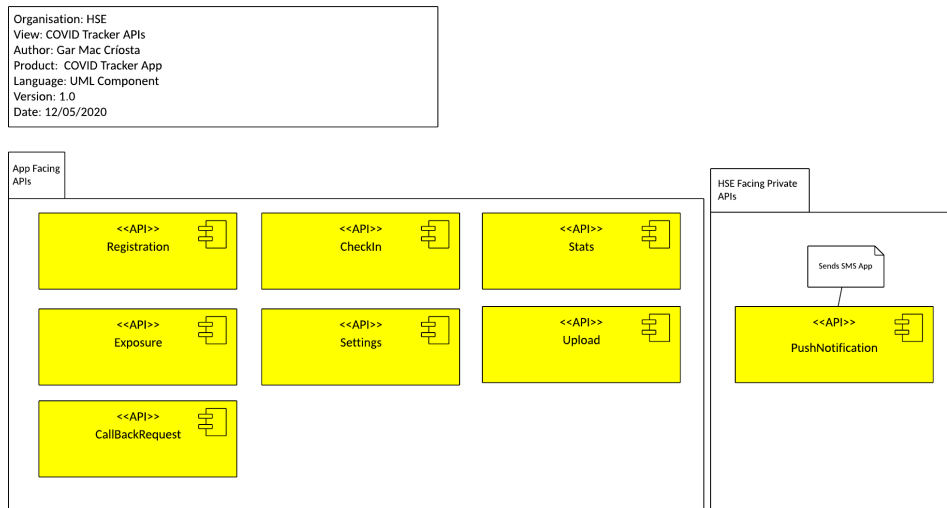 Organisation: HSE
View: COVID Tracker APIs
Author: Gar Mac Críosta
Product:  COVID Tracker App
Language: UML Component
Version: 1.0
Date: 12/05/2020
App Facing
APIs
HSE Facing Private
APIs
<<API>>
Registration
<<API>>
CheckIn
<<API>>
Stats
Sends SMS App
<<API>>
Exposure
<<API>>
Settings
<<API>>
Upload
<<API>>
PushNotification
<<API>>
CallBackRequest